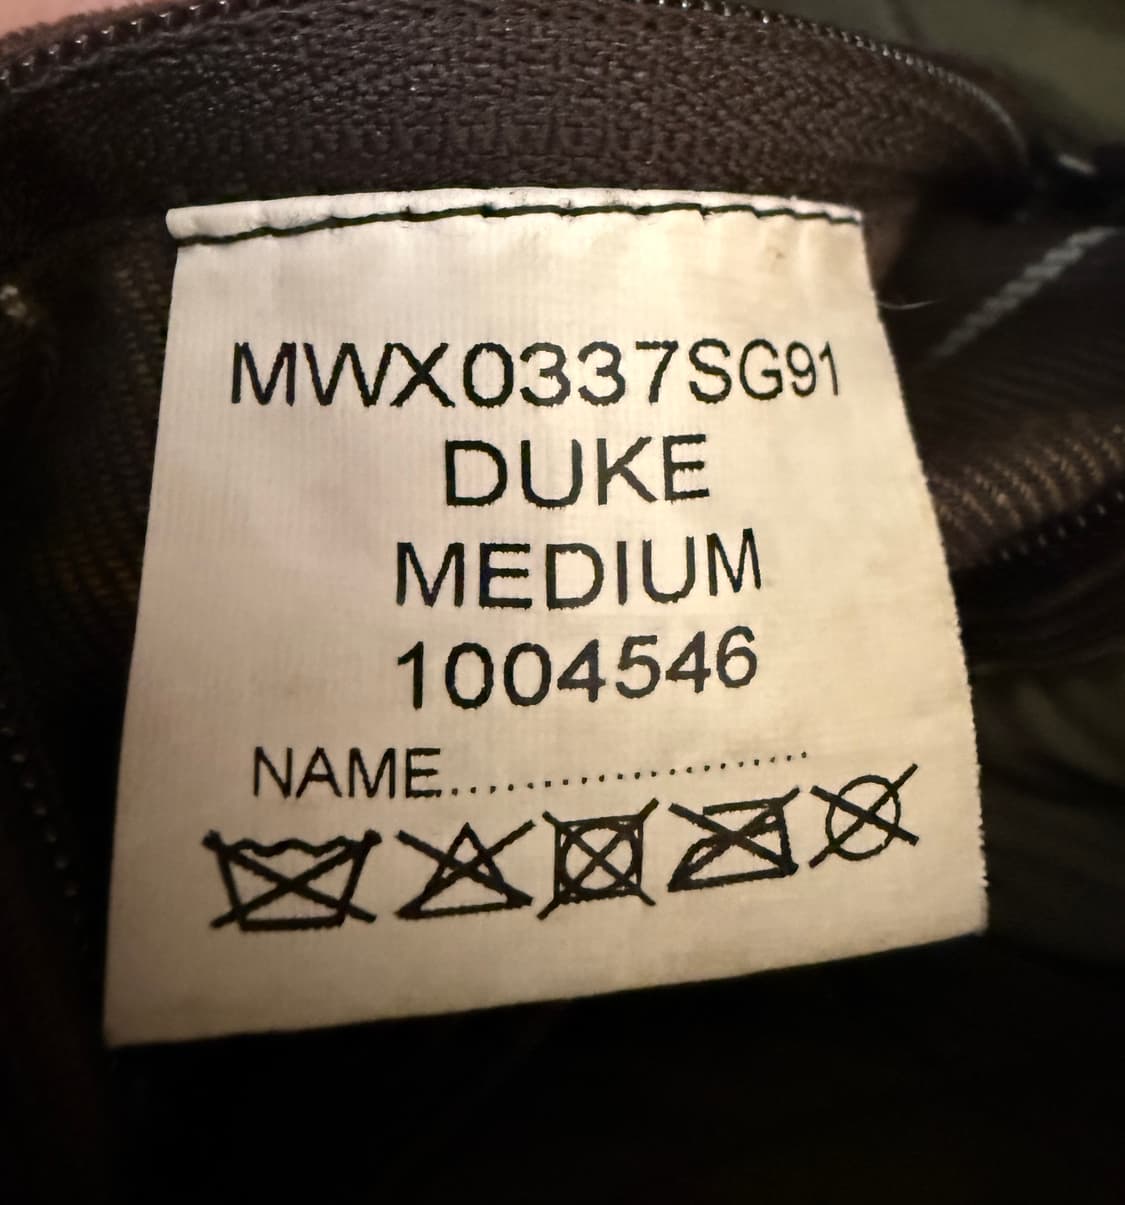 MWX0337SG91
DUKE
MEDIUM
1004546
NAME.......................